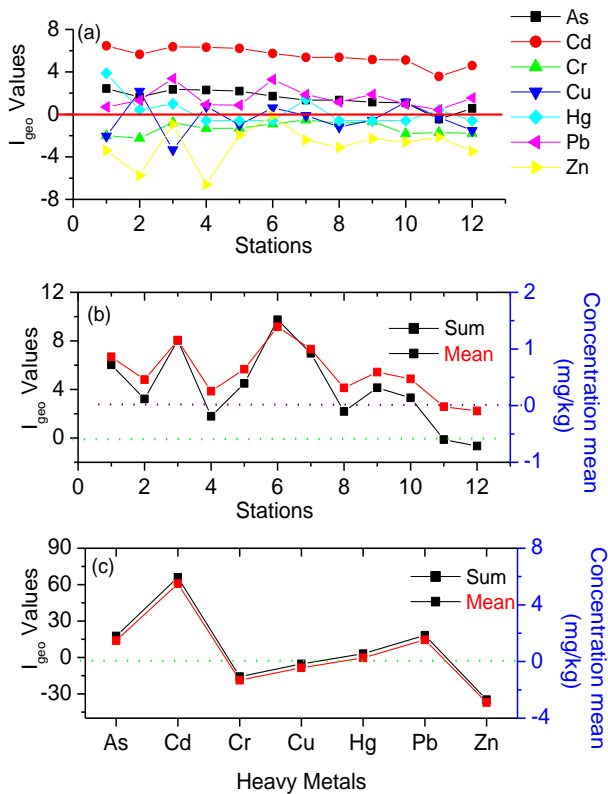 (a)
I geo Values
8
4
0
-4
-8
0 2 4 6 8 10 12
Stations
As
Cd
Cr
Cu
Hg
Pb
Zn
(b)
I geo Values
12
8
4
0
Sum
Mean
2
1
0
-1
Concentration mean
(mg/kg)
0 2 4 6 8 10 12
Stations
(c)
I geo Values
90
60
30
0
-30
Sum
Mean
8
4
0
-4
Concentration mean
(mg/kg)
As Cd Cr Cu Hg Pb Zn
Heavy Metals